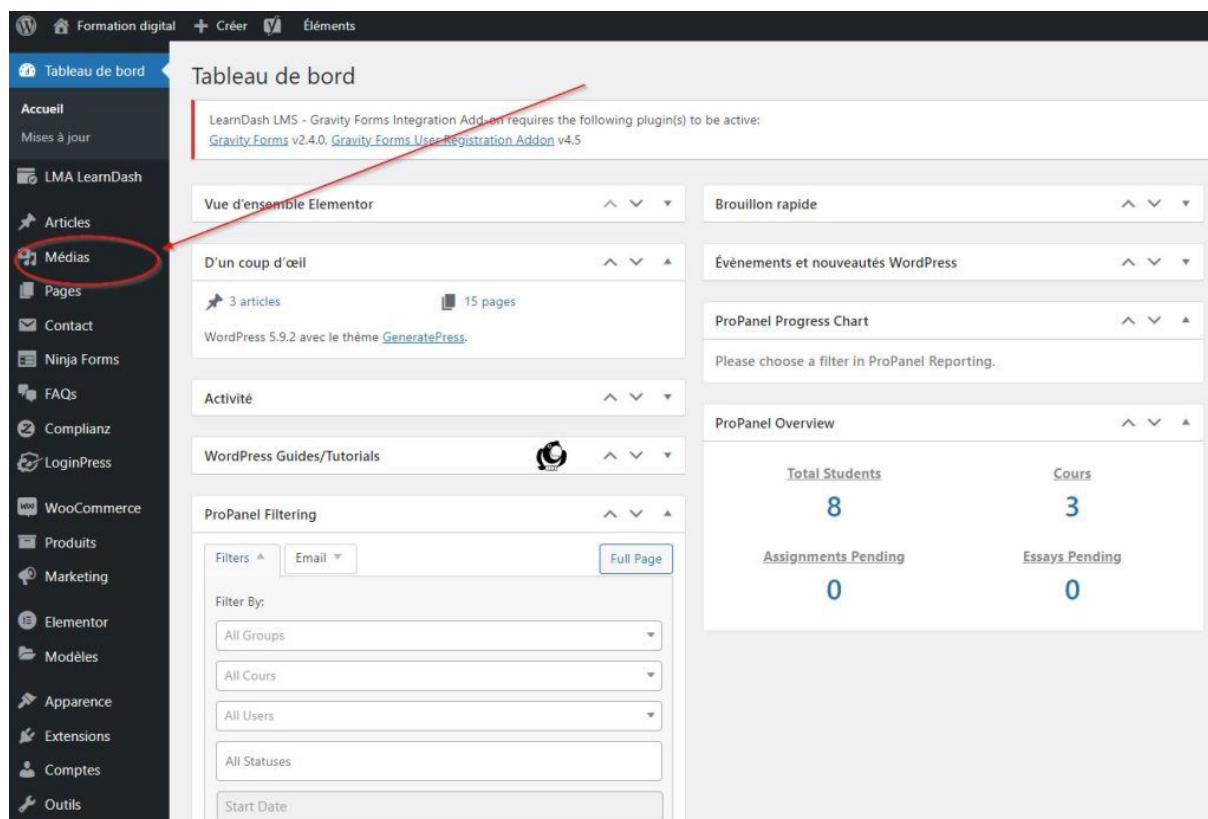 Formation digital
Créer
Éléments
Tableau de bord
Accueil
Mises à jour
LMA LearnDash
Articles
Médias
Pages
Contact
Ninja Forms
FAQs
Complianz
LoginPress
WooCommerce
Produits
Marketing
Elementor
Modèles
Apparence
Extensions
Comptes
Outils
Tableau de bord
LearnDash LMS - Gravity Forms Integration Add-on requires the following plugin(s) to be active:
Gravity Forms v2.4.0, Gravity Forms User Registration Addon v4.5
Vue d'ensemble Elementor
D'un coup d'œil
3 articles
15 pages
WordPress 5.9.2 avec le thème GeneratePress.
Activité
WordPress Guides/Tutorials
ProPanel Filtering
Filters
Email
Full Page
Filter By:
All Groups
All Cours
All Users
All Statuses
Start Date
Brouillon rapide
Évènements et nouveautés WordPress
ProPanel Progress Chart
Please choose a filter in ProPanel Reporting.
ProPanel Overview
Total Students
8
Cours
3
Assignments Pending
0
Essays Pending
0